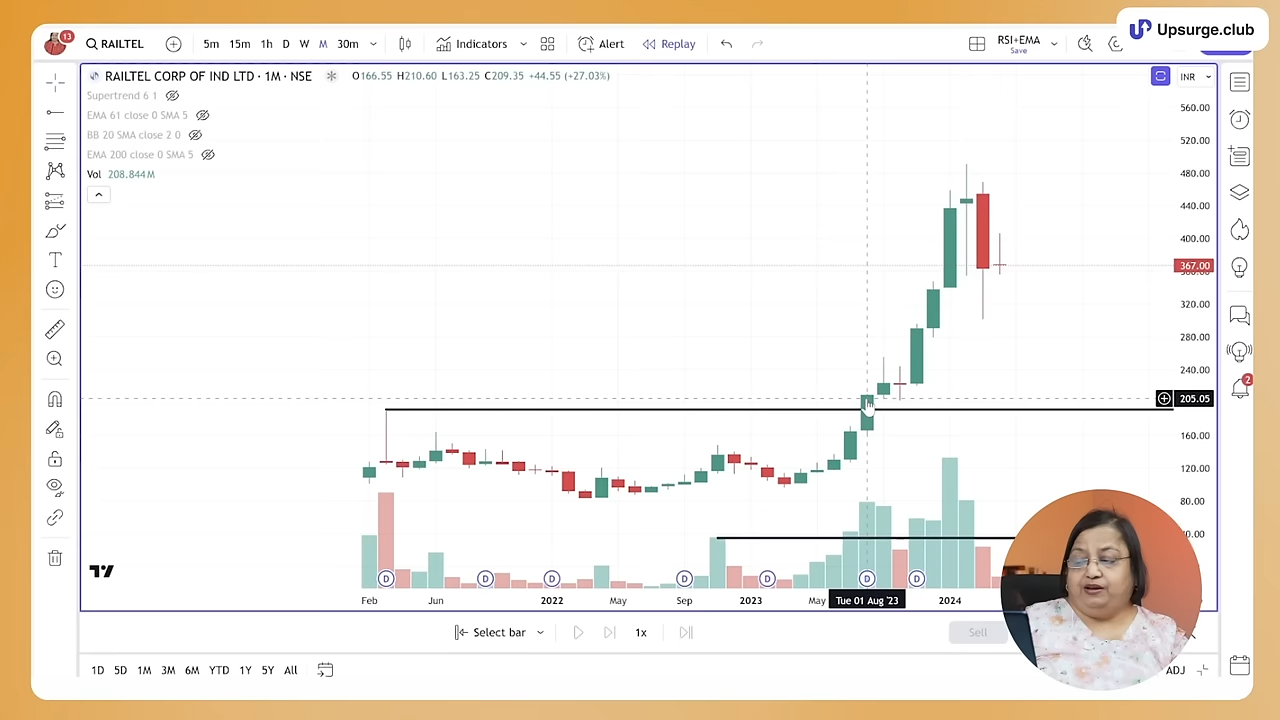 Upsurge.club
13
RAILTEL
5m 15m 1h D W M 30m
Indicators
Alert
Replay
RSI+EMA
Save
RAILTEL CORP OF IND LTD · 1M · NSE
O166.55 H210.60 L163.25 C209.35 +44.55 (+27.03%)
INR
Supertrend 6 1
EMA 61 close 0 SMA 5
BB 20 SMA close 2 0
EMA 200 close 0 SMA 5
Vol 208.844M
560.00
520.00
480.00
440.00
400.00
367.00
320.00
280.00
240.00
205.05
160.00
120.00
80.00
2
D D D D D D D
Feb Jun 2022 May Sep 2023 May Tue 01 Aug '23 2024
Select bar
1x
Sell
1D 5D 1M 3M 6M YTD 1Y 5Y All
ADJ